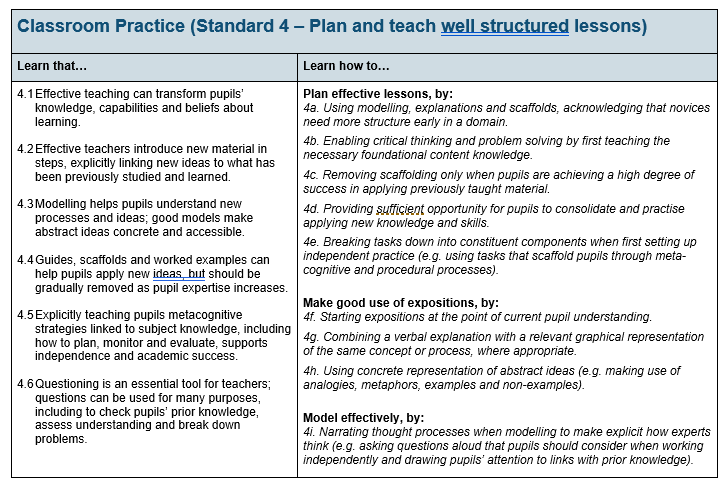 Classroom Practice (Standard 4 – Plan and teach well structured lessons)
Learn that…
Learn how to…
4.1 Effective teaching can transform pupils'
knowledge, capabilities and beliefs about
learning.
4.2 Effective teachers introduce new material in
steps, explicitly linking new ideas to what has
been previously studied and learned.
4.3 Modelling helps pupils understand new
processes and ideas; good models make
abstract ideas concrete and accessible.
4.4 Guides, scaffolds and worked examples can
help pupils apply new ideas, but should be
gradually removed as pupil expertise increases.
4.5 Explicitly teaching pupils metacognitive
strategies linked to subject knowledge, including
how to plan, monitor and evaluate, supports
independence and academic success.
4.6 Questioning is an essential tool for teachers;
questions can be used for many purposes,
including to check pupils' prior knowledge,
assess understanding and break down
problems.
Plan effective lessons, by:
4a. Using modelling, explanations and scaffolds, acknowledging that novices
need more structure early in a domain.
4b. Enabling critical thinking and problem solving by first teaching the
necessary foundational content knowledge.
4c. Removing scaffolding only when pupils are achieving a high degree of
success in applying previously taught material.
4d. Providing sufficient opportunity for pupils to consolidate and practise
applying new knowledge and skills.
4e. Breaking tasks down into constituent components when first setting up
independent practice (e.g. using tasks that scaffold pupils through meta-
cognitive and procedural processes).
Make good use of expositions, by:
4f. Starting expositions at the point of current pupil understanding.
4g. Combining a verbal explanation with a relevant graphical representation
of the same concept or process, where appropriate.
4h. Using concrete representation of abstract ideas (e.g. making use of
analogies, metaphors, examples and non-examples).
Model effectively, by:
4i. Narrating thought processes when modelling to make explicit how experts
think (e.g. asking questions aloud that pupils should consider when working
independently and drawing pupils' attention to links with prior knowledge).